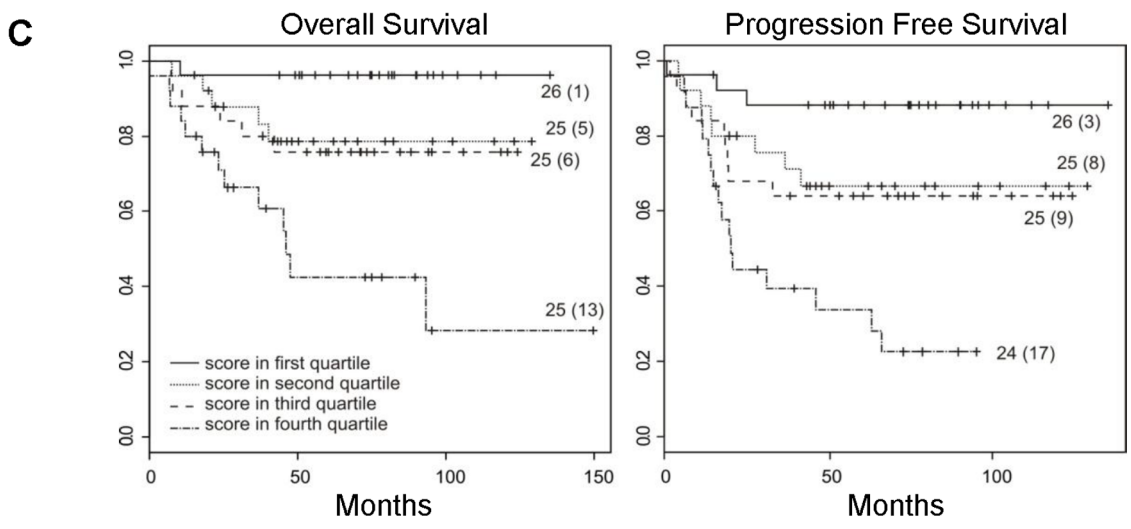 C
Overall Survival
1.0
0.8
0.6
0.4
0.2
0.0
26 (1)
25 (5)
25 (6)
25 (13)
score in first quartile
score in second quartile
score in third quartile
score in fourth quartile
0 50 100 150
Months
Progression Free Survival
1.0
0.8
0.6
0.4
0.2
0.0
26 (3)
25 (8)
25 (9)
24 (17)
0 50 100
Months